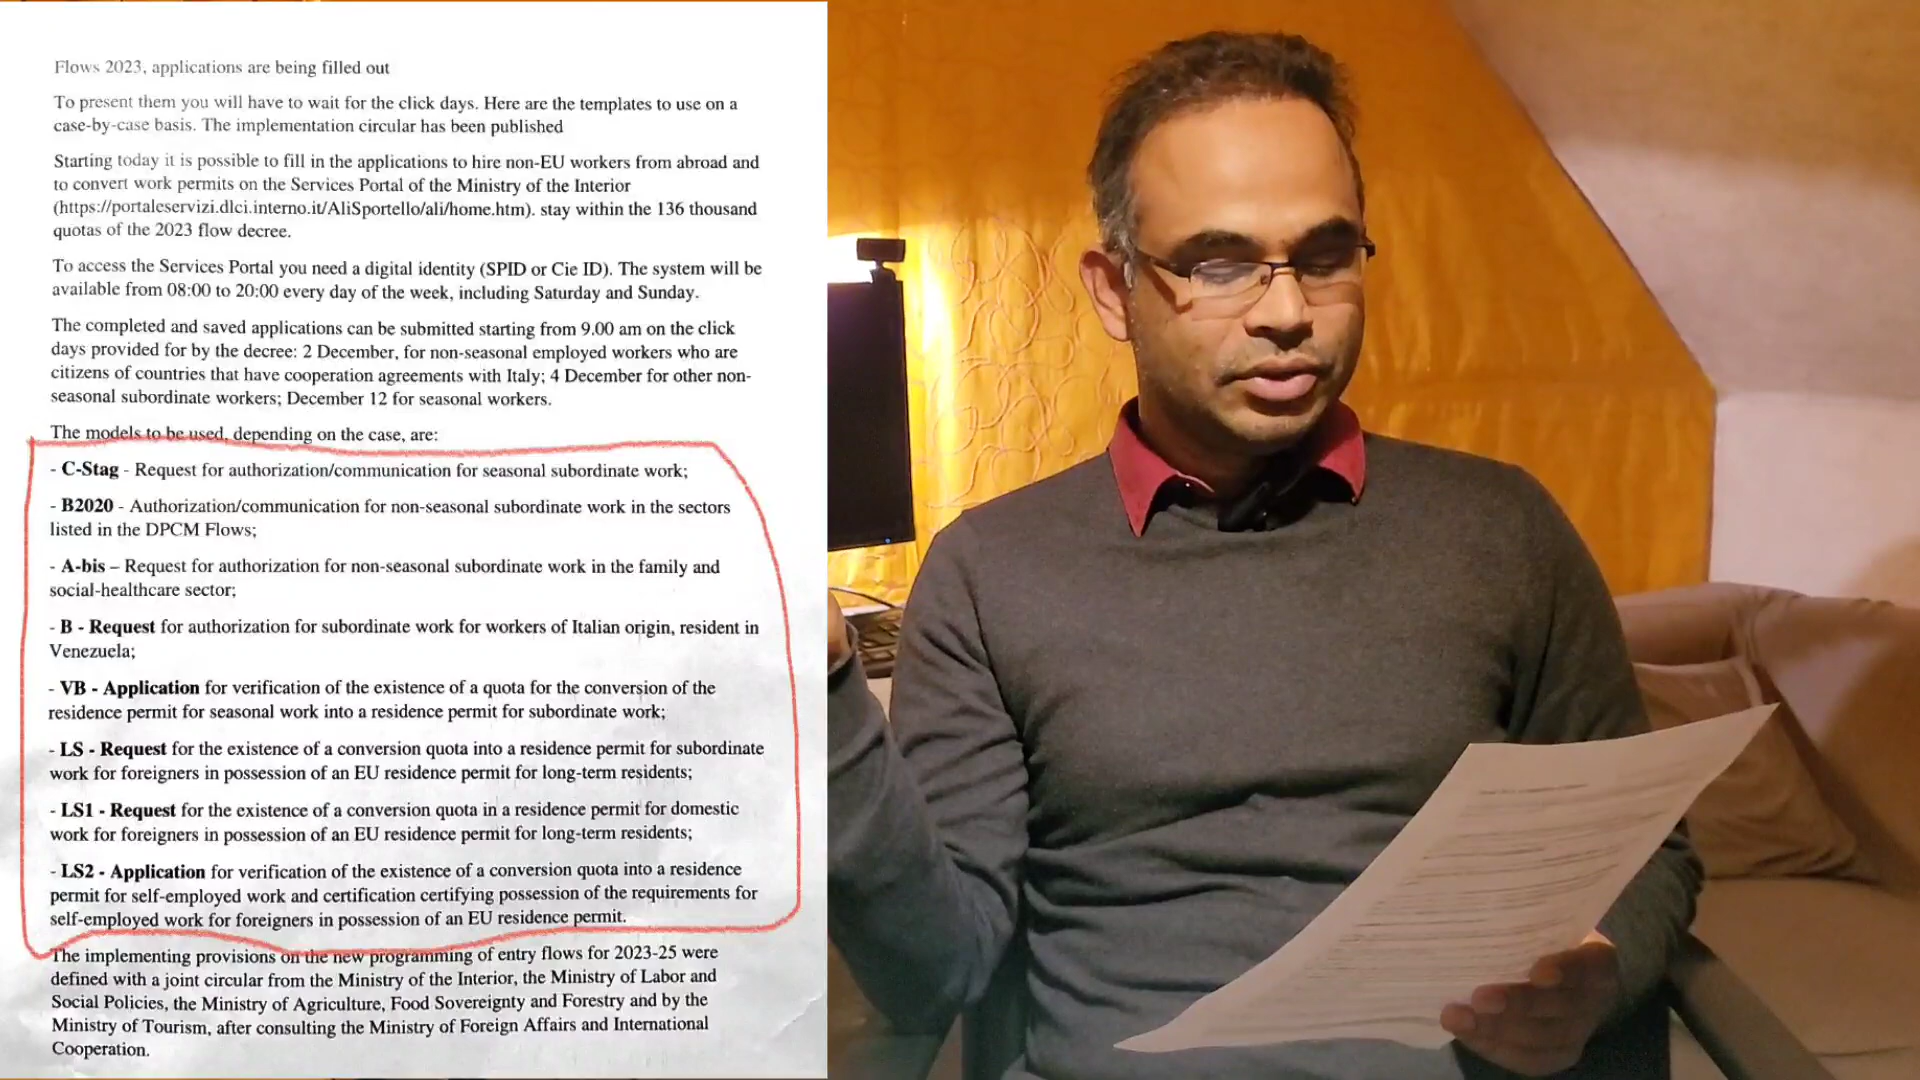 Flows 2023, applications are being filled out
To present them you will have to wait for the click days. Here are the templates to use on a
case-by-case basis. The implementation circular has been published
Starting today it is possible to fill in the applications to hire non-EU workers from abroad and
to convert work permits on the Services Portal of the Ministry of the Interior
(https://portaleservizi.dlci.interno.it/AliSportello/ali/home.htm). stay within the 136 thousand
quotas of the 2023 flow decree.
To access the Services Portal you need a digital identity (SPID or Cie ID). The system will be
available from 08:00 to 20:00 every day of the week, including Saturday and Sunday.
The completed and saved applications can be submitted starting from 9.00 am on the click
days provided for by the decree: 2 December, for non-seasonal employed workers who are
citizens of countries that have cooperation agreements with Italy; 4 December for other non-
seasonal subordinate workers; December 12 for seasonal workers.
The models to be used, depending on the case, are:
- C-Stag - Request for authorization/communication for seasonal subordinate work;
- B2020 - Authorization/communication for non-seasonal subordinate work in the sectors
listed in the DPCM Flows;
- A-bis – Request for authorization for non-seasonal subordinate work in the family and
social-healthcare sector;
- B - Request for authorization for subordinate work for workers of Italian origin, resident in
Venezuela;
- VB - Application for verification of the existence of a quota for the conversion of the
residence permit for seasonal work into a residence permit for subordinate work;
- LS - Request for the existence of a conversion quota into a residence permit for subordinate
work for foreigners in possession of an EU residence permit for long-term residents;
- LS1 - Request for the existence of a conversion quota in a residence permit for domestic
work for foreigners in possession of an EU residence permit for long-term residents;
- LS2 - Application for verification of the existence of a conversion quota into a residence
permit for self-employed work and certification certifying possession of the requirements for
self-employed work for foreigners in possession of an EU residence permit.
The implementing provisions on the new programming of entry flows for 2023-25 were
defined with a joint circular from the Ministry of the Interior, the Ministry of Labor and
Social Policies, the Ministry of Agriculture, Food Sovereignty and Forestry and by the
Ministry of Tourism, after consulting the Ministry of Foreign Affairs and International
Cooperation.